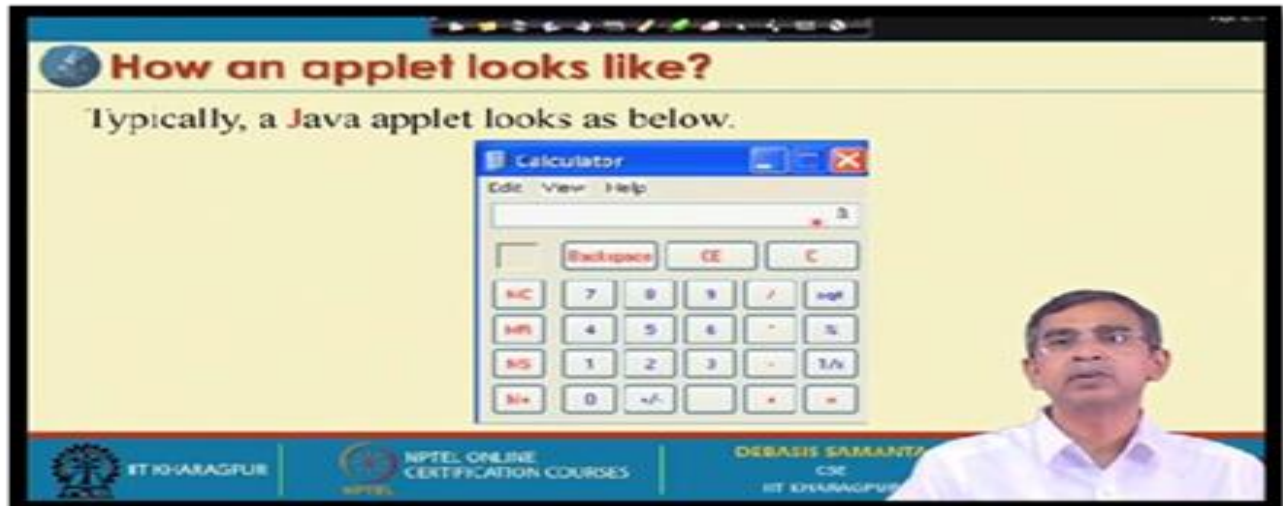 How an applet looks like?
Typically, a Java applet looks as below.
Calculator
Edit View Help
Backspace CE C
MC 7 8 9 / sqrt
MR 4 5 6 * %
MS 1 2 3 - 1/x
M+ 0 +/- + =
IIT KHARAGPUR
NPTEL ONLINE
CERTIFICATION COURSES
NPTEL
DEBASIS SAMANTA
CSE
IIT KHARAGPUR